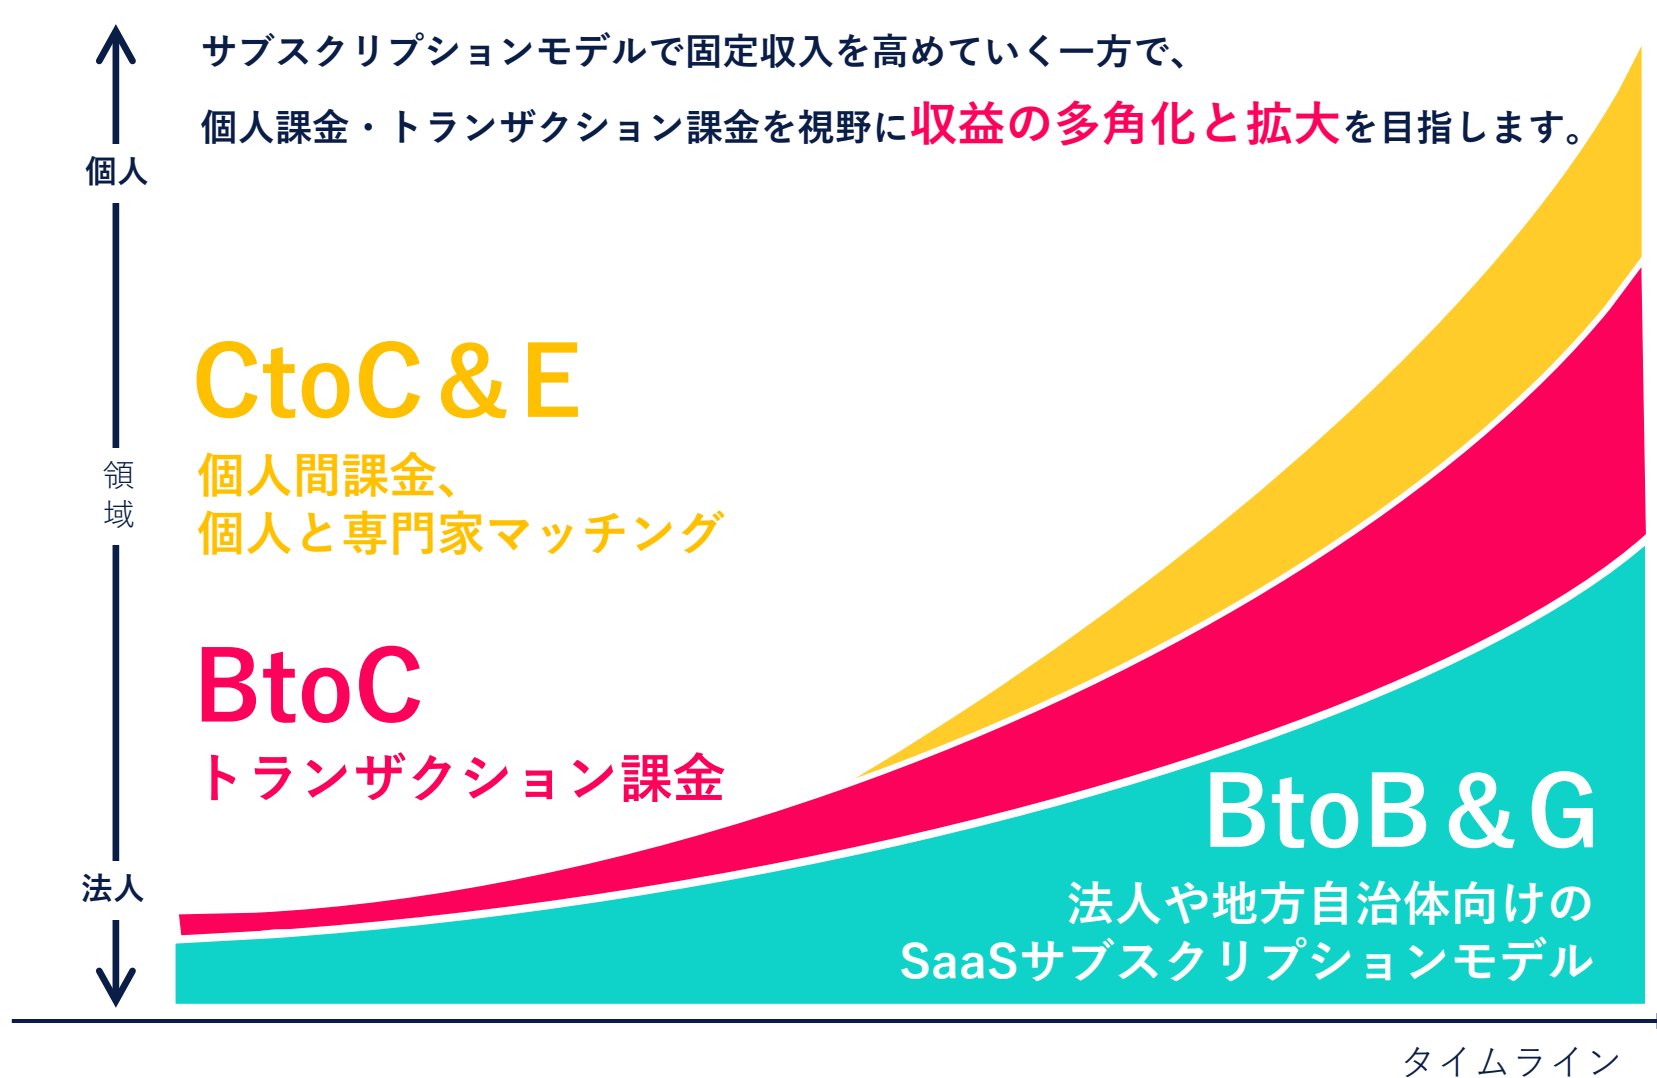 サブスクリプションモデルで固定収入を高めていく一方で、
個人課金・トランザクション課金を視野に収益の多角化と拡大を目指します。
個人
領域
法人
CtoC＆E
個人間課金、
個人と専門家マッチング
BtoC
トランザクション課金
BtoB＆G
法人や地方自治体向けの
SaaSサブスクリプションモデル
タイムライン